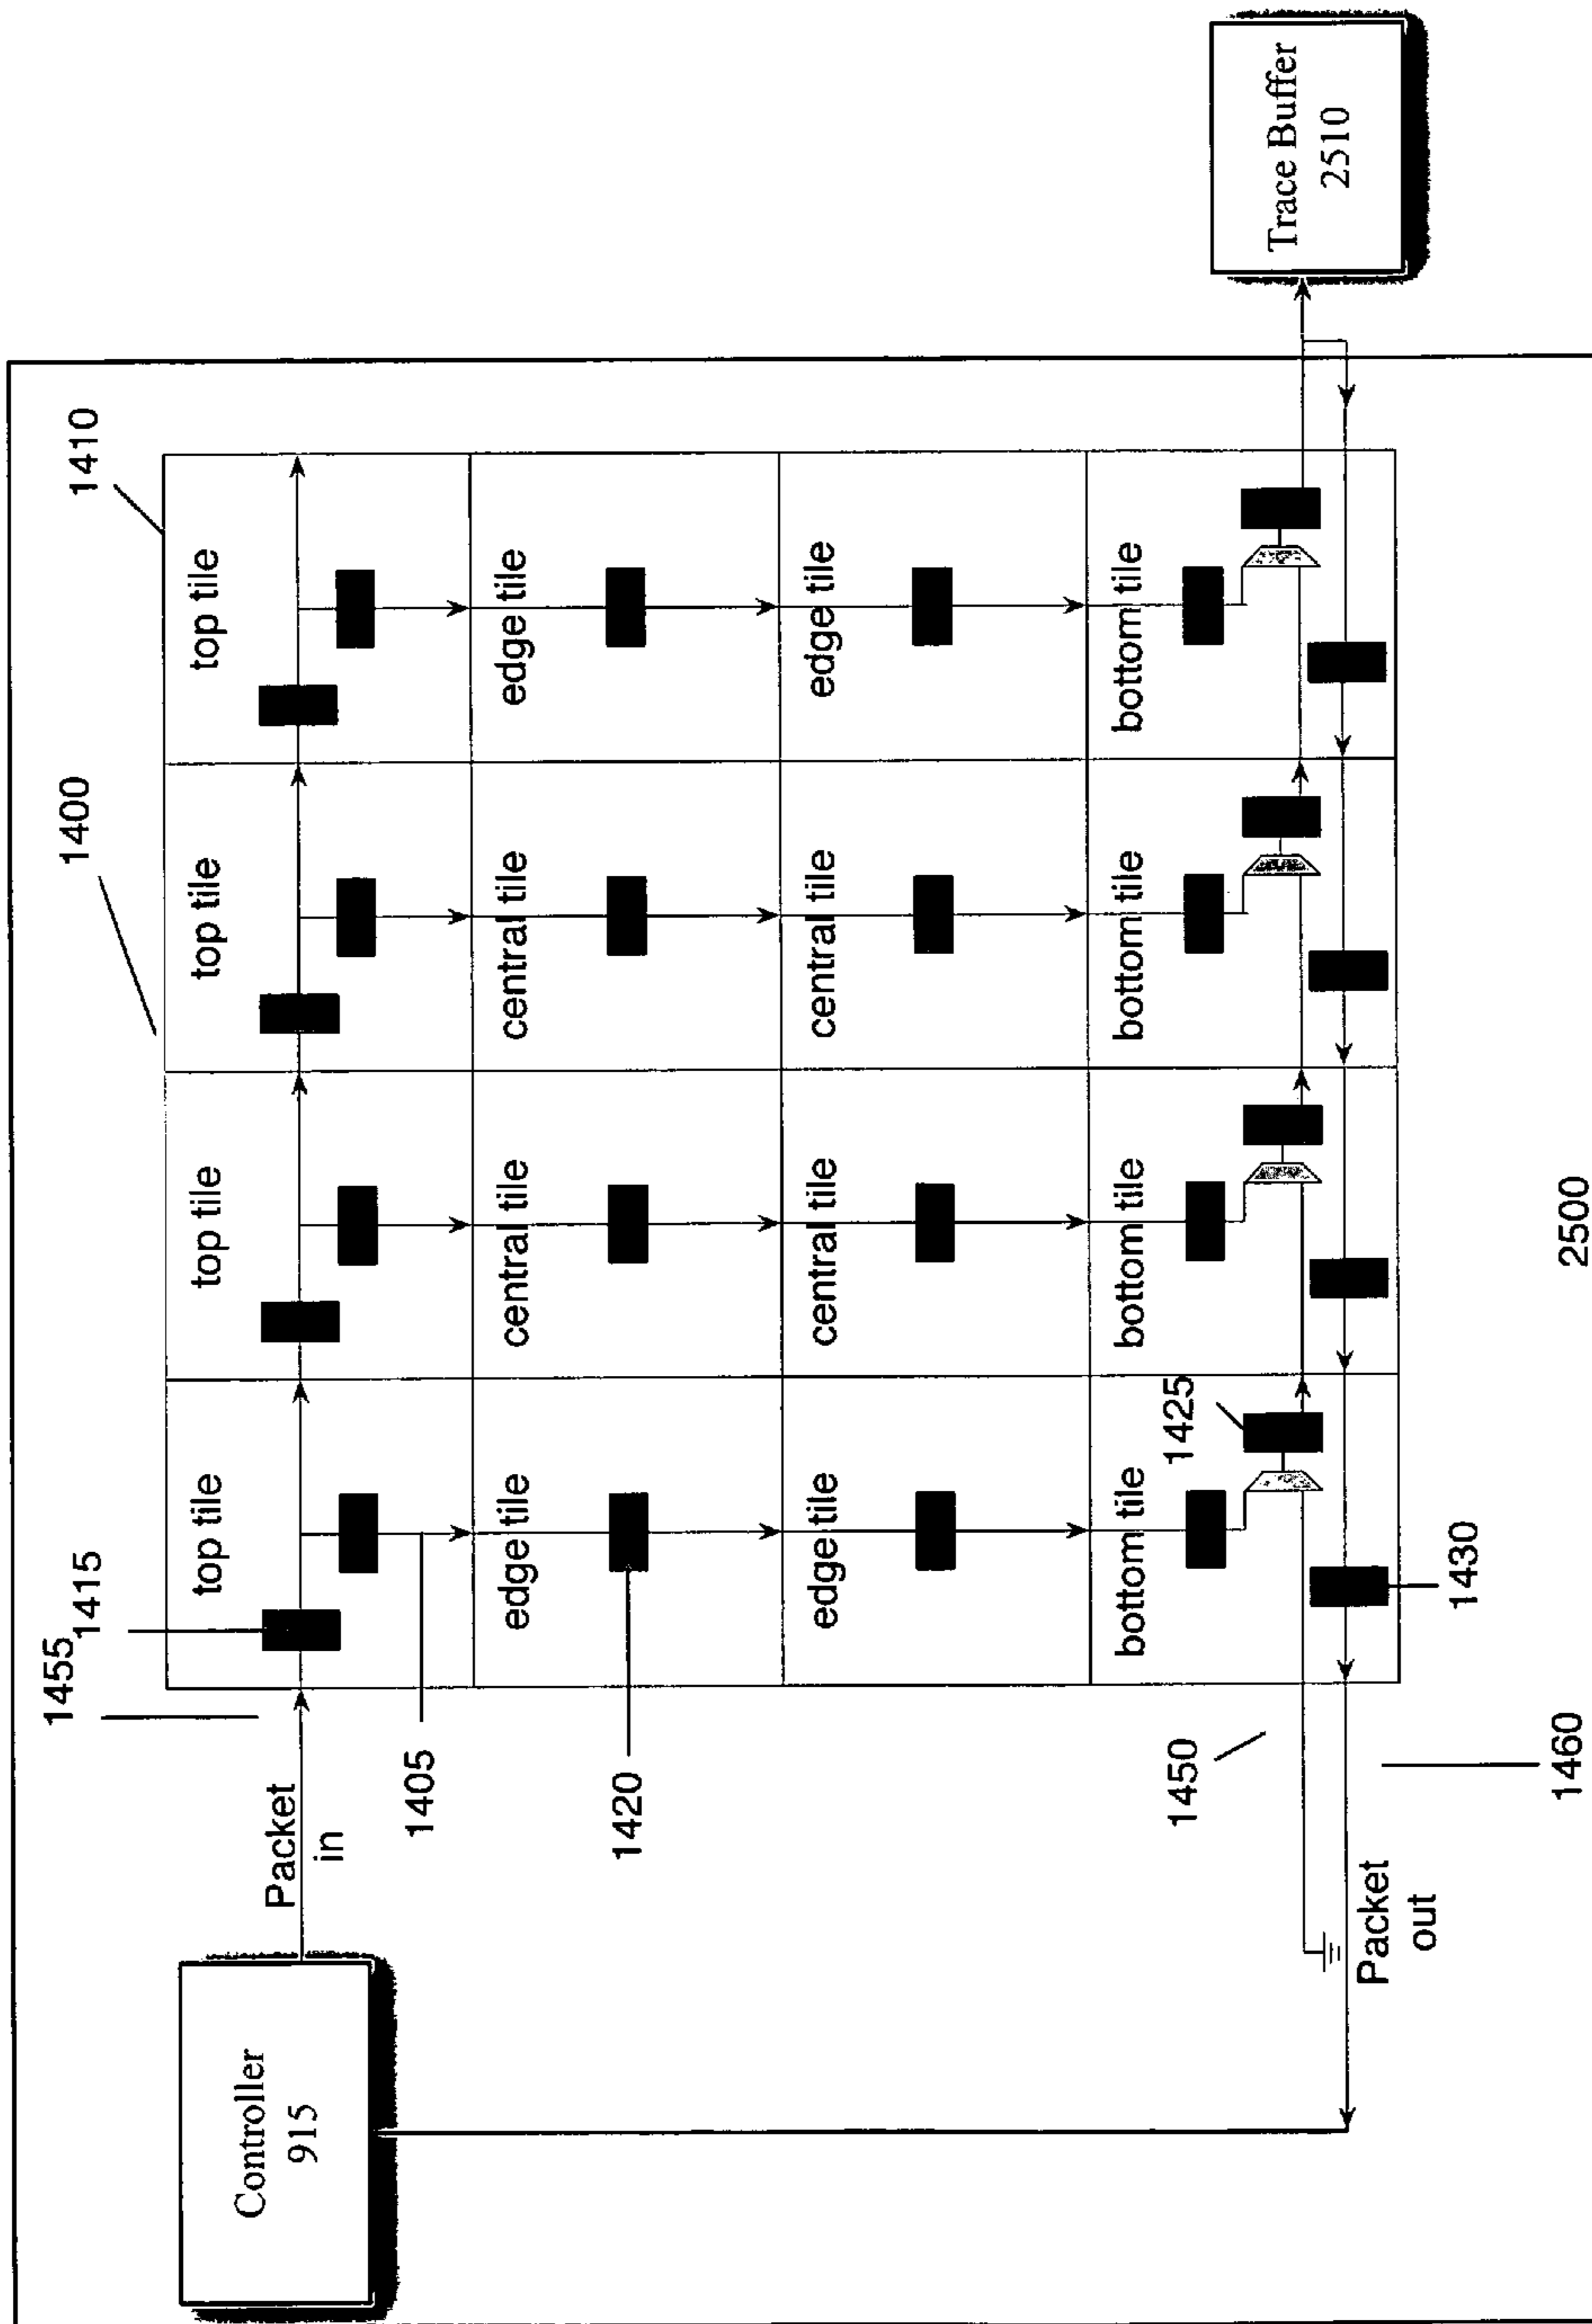 1400
1410
1455
1415
Controller
915
Packet
in
top tile
top tile
top tile
top tile
1405
edge tile
central tile
central tile
edge tile
1420
edge tile
central tile
central tile
edge tile
bottom tile
bottom tile
bottom tile
bottom tile
1425
1450
Trace Buffer
2510
Packet
out
1430
1460
2500